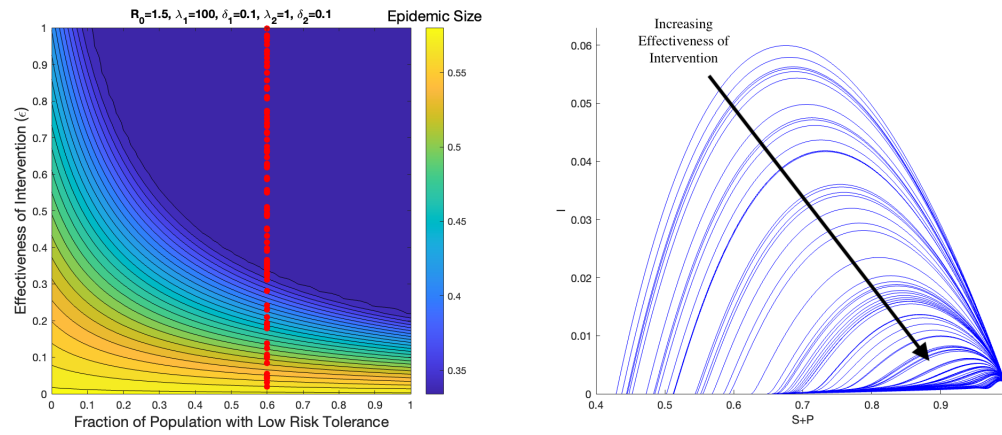 R₀=1.5, λ₁=100, δ₁=0.1, λ₂=1, δ₂=0.1
Epidemic Size
1
0.9
0.8
0.7
0.6
0.5
0.4
0.3
0.2
0.1
0
Effectiveness of Intervention (ϵ)
0 0.1 0.2 0.3 0.4 0.5 0.6 0.7 0.8 0.9 1
Fraction of Population with Low Risk Tolerance
0.55
0.5
0.45
0.4
0.35
Increasing
Effectiveness of
Intervention
0.06
0.05
0.04
0.03
0.02
0.01
0
I
0.4 0.5 0.6 0.7 0.8 0.9
S+P